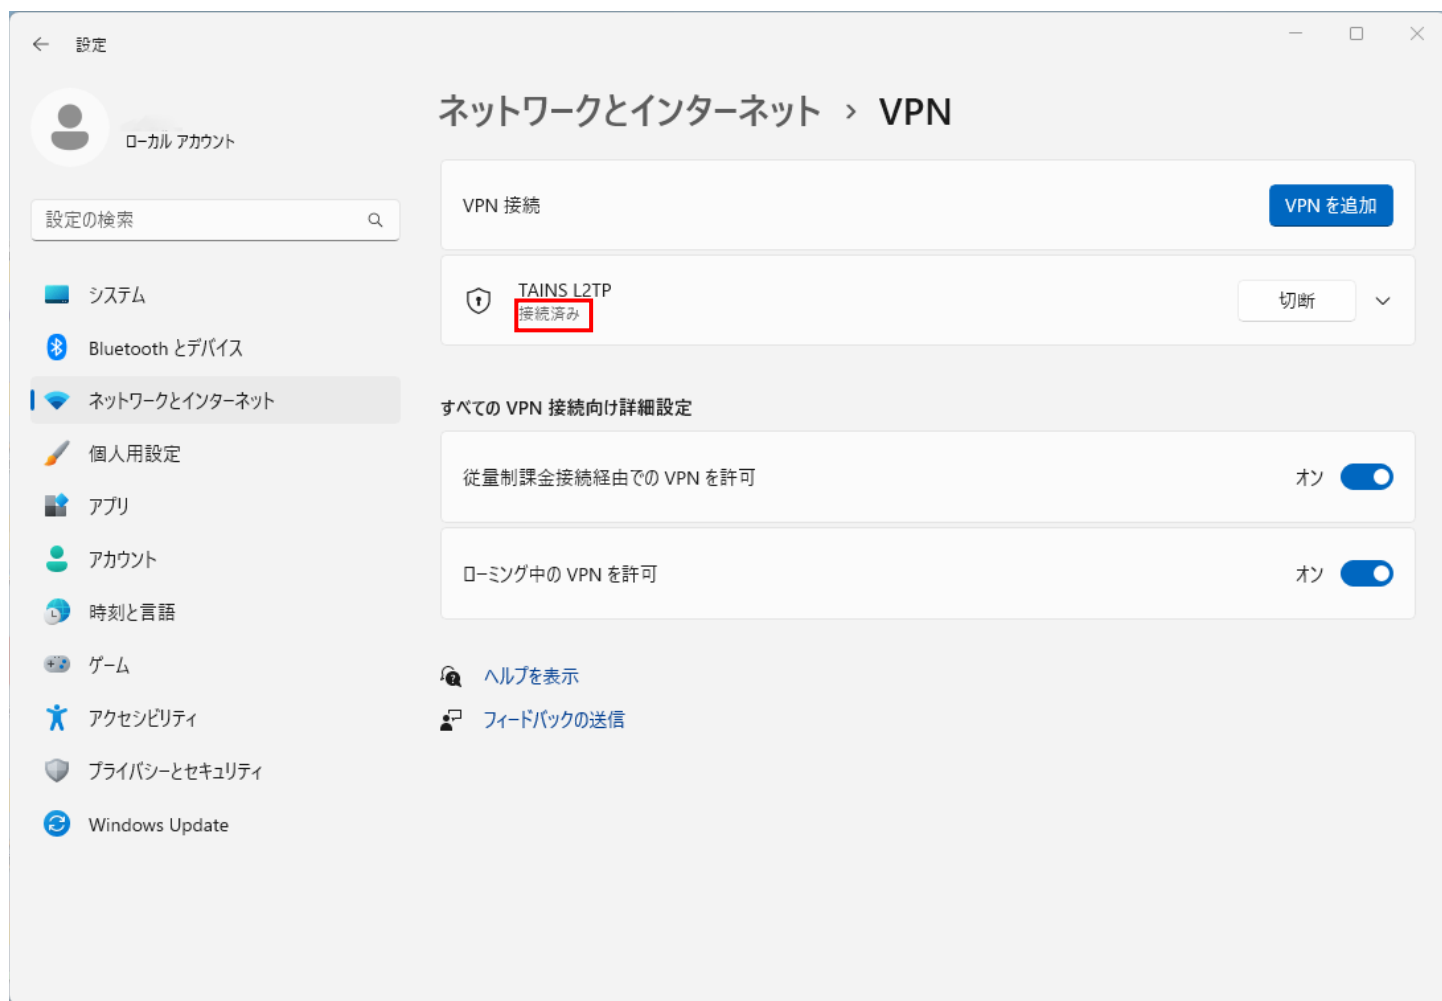 設定
ローカル アカウント
設定の検索
システム
Bluetooth とデバイス
ネットワークとインターネット
個人用設定
アプリ
アカウント
時刻と言語
ゲーム
アクセシビリティ
プライバシーとセキュリティ
Windows Update
ネットワークとインターネット › VPN
VPN 接続
VPN を追加
TAINS L2TP
接続済み
切断
すべての VPN 接続向け詳細設定
従量制課金接続経由での VPN を許可
オン
ローミング中の VPN を許可
オン
ヘルプを表示
フィードバックの送信